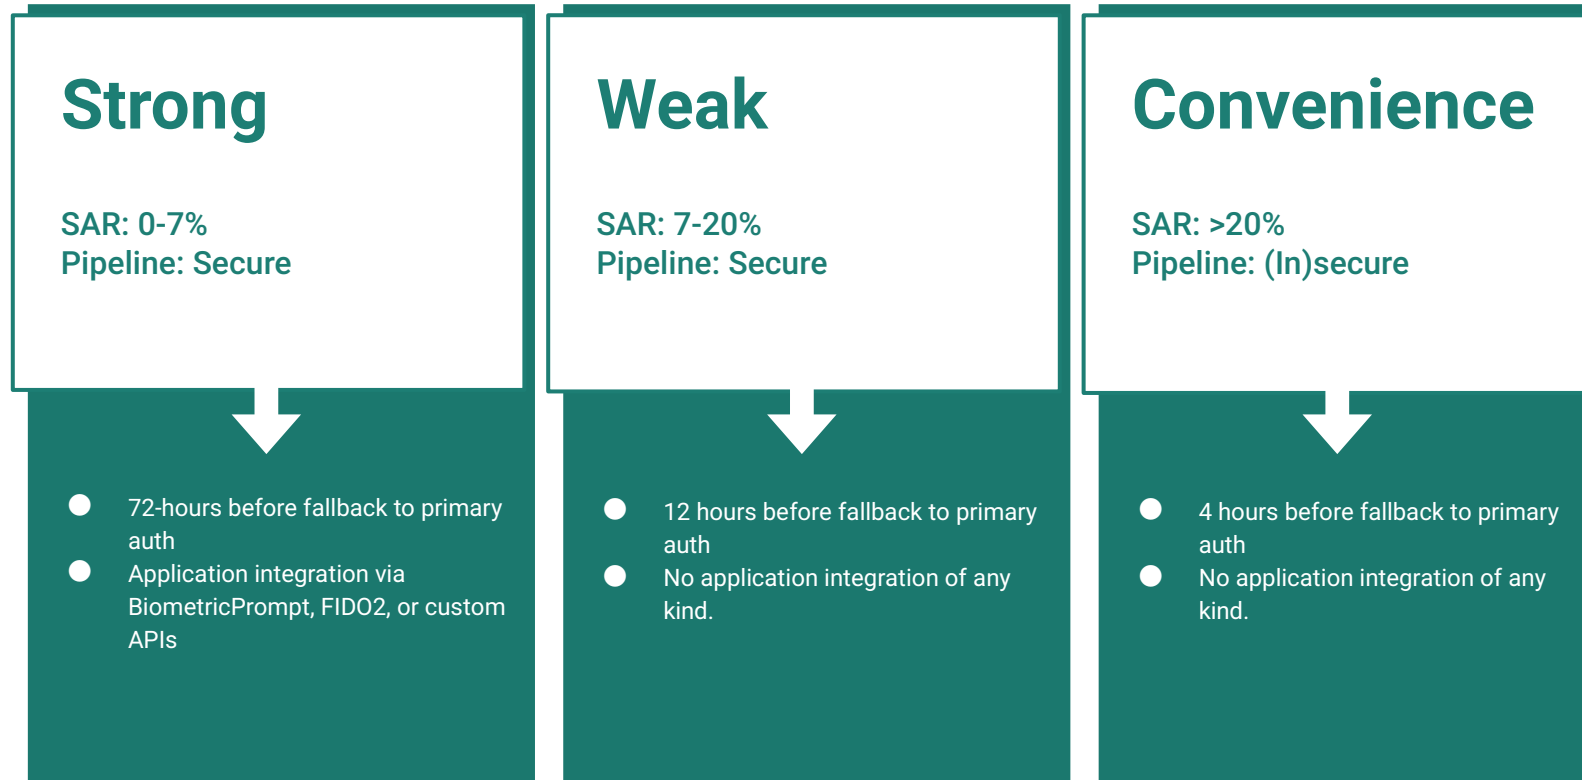 Strong
SAR: 0-7%
Pipeline: Secure
● 72-hours before fallback to primary
auth
● Application integration via
BiometricPrompt, FIDO2, or custom
APIs
Weak
SAR: 7-20%
Pipeline: Secure
● 12 hours before fallback to primary
auth
● No application integration of any
kind.
Convenience
SAR: >20%
Pipeline: (In)secure
● 4 hours before fallback to primary
auth
● No application integration of any
kind.